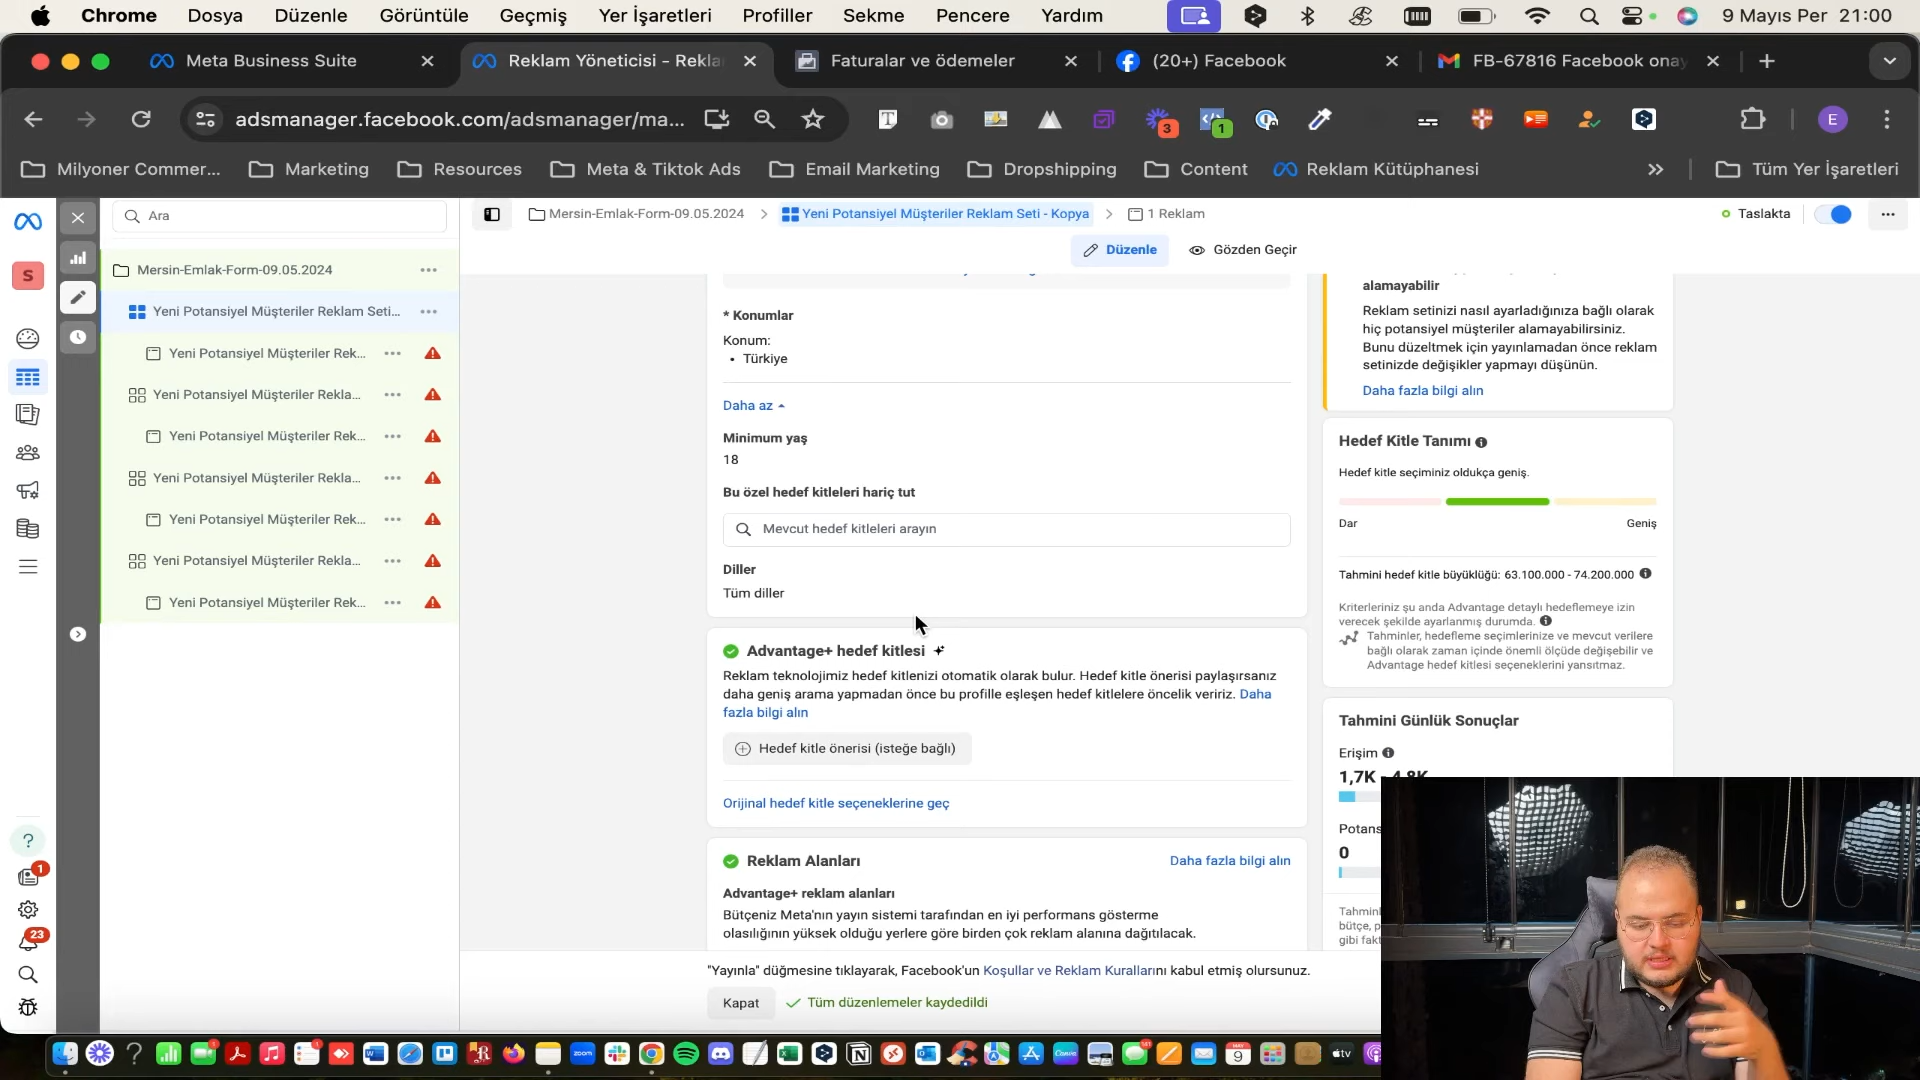 Chrome Dosya Düzenle Görüntüle Geçmiş Yer İşaretleri Profiller Sekme Pencere Yardım 9 Mayıs Per 21:00
Meta Business Suite
Reklam Yöneticisi - Rekla
Faturalar ve ödemeler
(20+) Facebook
FB-67816 Facebook onay
adsmanager.facebook.com/adsmanager/ma...
3
1
E
Milyoner Commer...
Marketing
Resources
Meta & Tiktok Ads
Email Marketing
Dropshipping
Content
Reklam Kütüphanesi
Tüm Yer İşaretleri
S
1
23
Ara
Mersin-Emlak-Form-09.05.2024
Yeni Potansiyel Müşteriler Reklam Seti...
Yeni Potansiyel Müşteriler Rek...
Yeni Potansiyel Müşteriler Rekla...
Yeni Potansiyel Müşteriler Rek...
Yeni Potansiyel Müşteriler Rekla...
Yeni Potansiyel Müşteriler Rek...
Yeni Potansiyel Müşteriler Rekla...
Yeni Potansiyel Müşteriler Rek...
Mersin-Emlak-Form-09.05.2024
Yeni Potansiyel Müşteriler Reklam Seti - Kopya
1 Reklam
Taslakta
Düzenle
Gözden Geçir
* Konumlar
Konum:
• Türkiye
Daha az
Minimum yaş
18
Bu özel hedef kitleleri hariç tut
Mevcut hedef kitleleri arayın
Diller
Tüm diller
Advantage+ hedef kitlesi
Reklam teknolojimiz hedef kitlenizi otomatik olarak bulur. Hedef kitle önerisi paylaşırsanız
daha geniş arama yapmadan önce bu profille eşleşen hedef kitlelere öncelik veririz. Daha
fazla bilgi alın
Hedef kitle önerisi (isteğe bağlı)
Orijinal hedef kitle seçeneklerine geç
Reklam Alanları
Daha fazla bilgi alın
Advantage+ reklam alanları
Bütçeniz Meta'nın yayın sistemi tarafından en iyi performans gösterme
olasılığının yüksek olduğu yerlere göre birden çok reklam alanına dağıtılacak.
"Yayınla" düğmesine tıklayarak, Facebook'un Koşullar ve Reklam Kurallarını kabul etmiş olursunuz.
Kapat
Tüm düzenlemeler kaydedildi
alamayabilir
Reklam setinizi nasıl ayarladığınıza bağlı olarak
hiç potansiyel müşteriler alamayabilirsiniz.
Bunu düzeltmek için yayınlamadan önce reklam
setinizde değişikler yapmayı düşünün.
Daha fazla bilgi alın
Hedef Kitle Tanımı
Hedef kitle seçiminiz oldukça geniş.
Dar
Geniş
Tahmini hedef kitle büyüklüğü: 63.100.000 - 74.200.000
Kriterleriniz şu anda Advantage detaylı hedeflemeye izin
verecek şekilde ayarlanmış durumda.
Tahminler, hedefleme seçimlerinize ve mevcut verilere
bağlı olarak zaman içinde önemli ölçüde değişebilir ve
Advantage hedef kitlesi seçeneklerini yansıtmaz.
Tahmini Günlük Sonuçlar
Erişim
1,7K - 4,8K
Potans
0
Tahminl
bütçe, p
gibi fakt